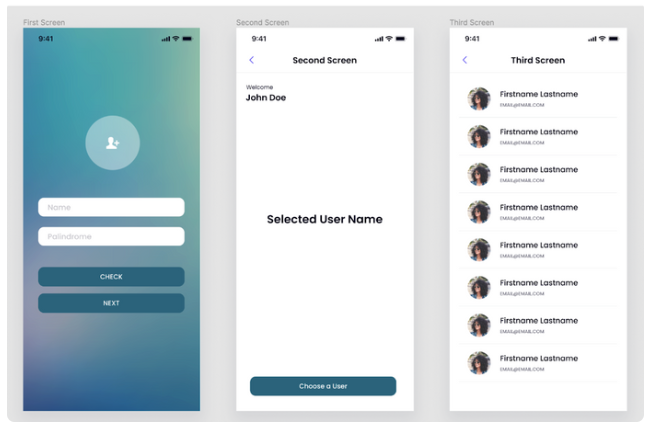 First Screen
9:41
Name
Palindrome
CHECK
NEXT
Second Screen
9:41
Second Screen
Welcome
John Doe
Selected User Name
Choose a User
Third Screen
9:41
Third Screen
Firstname Lastname
EMAIL@EMAIL.COM
Firstname Lastname
EMAIL@EMAIL.COM
Firstname Lastname
EMAIL@EMAIL.COM
Firstname Lastname
EMAIL@EMAIL.COM
Firstname Lastname
EMAIL@EMAIL.COM
Firstname Lastname
EMAIL@EMAIL.COM
Firstname Lastname
EMAIL@EMAIL.COM
Firstname Lastname
EMAIL@EMAIL.COM